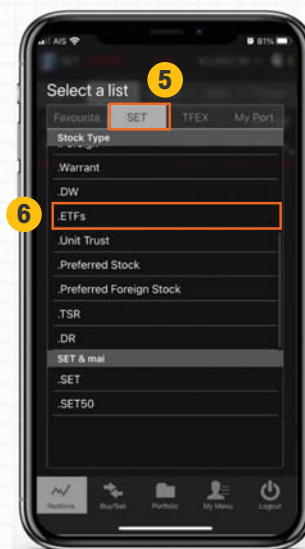 AIS
81%
Select a list
5
Favourite SET TFEX My Port
Stock Type
.Warrant
.DW
6
.ETFs
.Unit Trust
.Preferred Stock
.Preferred Foreign Stock
.TSR
.DR
SET & mai
.SET
.SET50
Realtime Buy/Sell Portfolio My Menu Logout